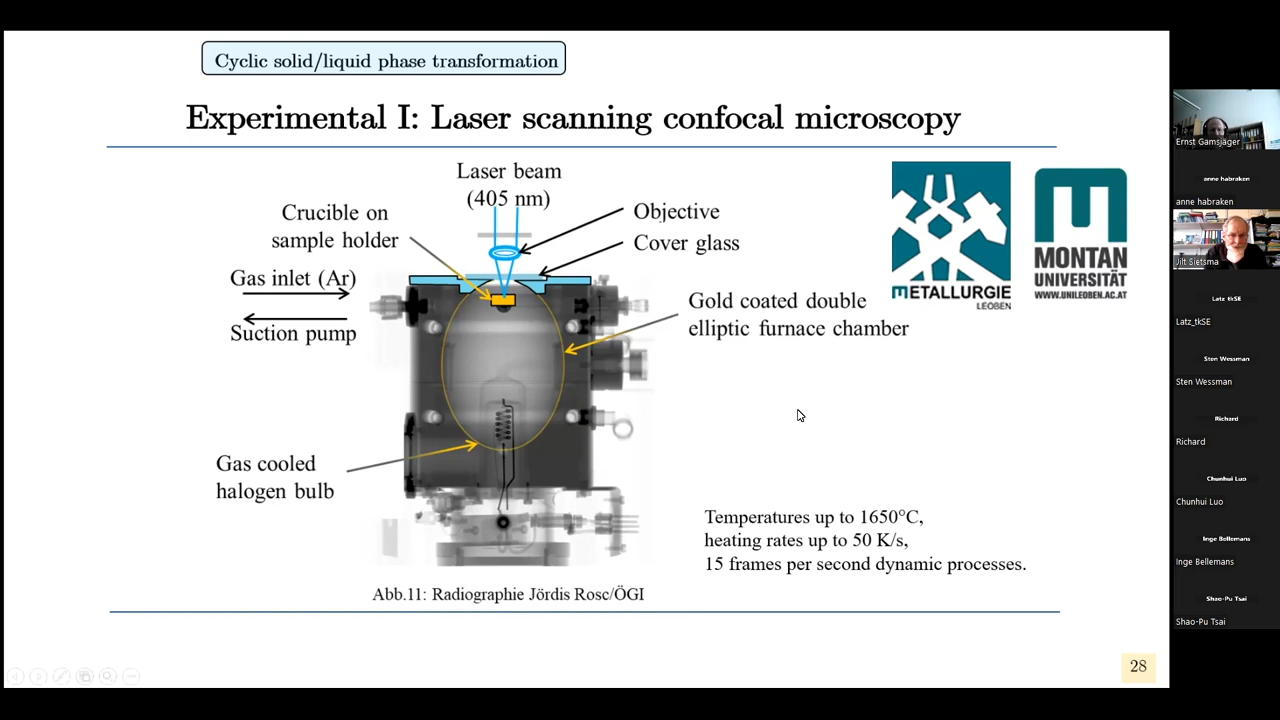 Cyclic solid/liquid phase transformation
Experimental I: Laser scanning confocal microscopy
Laser beam
(405 nm)
Crucible on
sample holder
Objective
Cover glass
Gas inlet (Ar)
Suction pump
Gold coated double
elliptic furnace chamber
Gas cooled
halogen bulb
Temperatures up to 1650°C,
heating rates up to 50 K/s,
15 frames per second dynamic processes.
Abb.11: Radiographie Jördis Rosc/ÖGI
28
METALLURGIE
LEOBEN
MONTAN
UNIVERSITÄT
WWW.UNILEOBEN.AC.AT
Ernst Gamsjäger
anne habraken
anne habraken
Jilt Sietsma
Latz_tkSE
Latz_tkSE
Sten Wessman
Sten Wessman
Richard
Richard
Chunhui Luo
Chunhui Luo
Inge Bellemans
Inge Bellemans
Shao-Pu Tsai
Shao-Pu Tsai